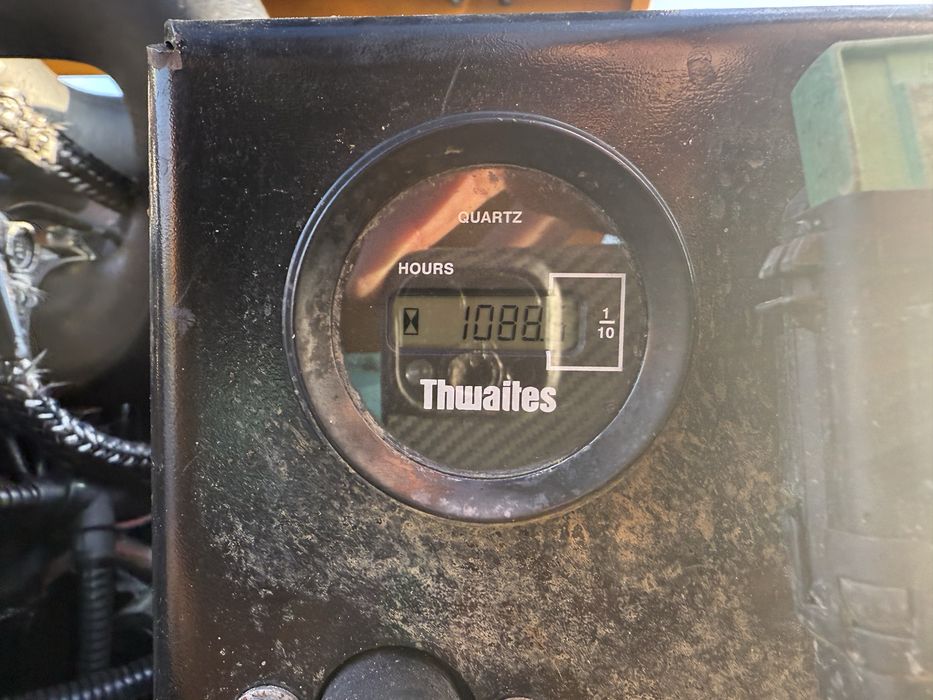 QUARTZ
HOURS
1088.
1
10
Thwaites